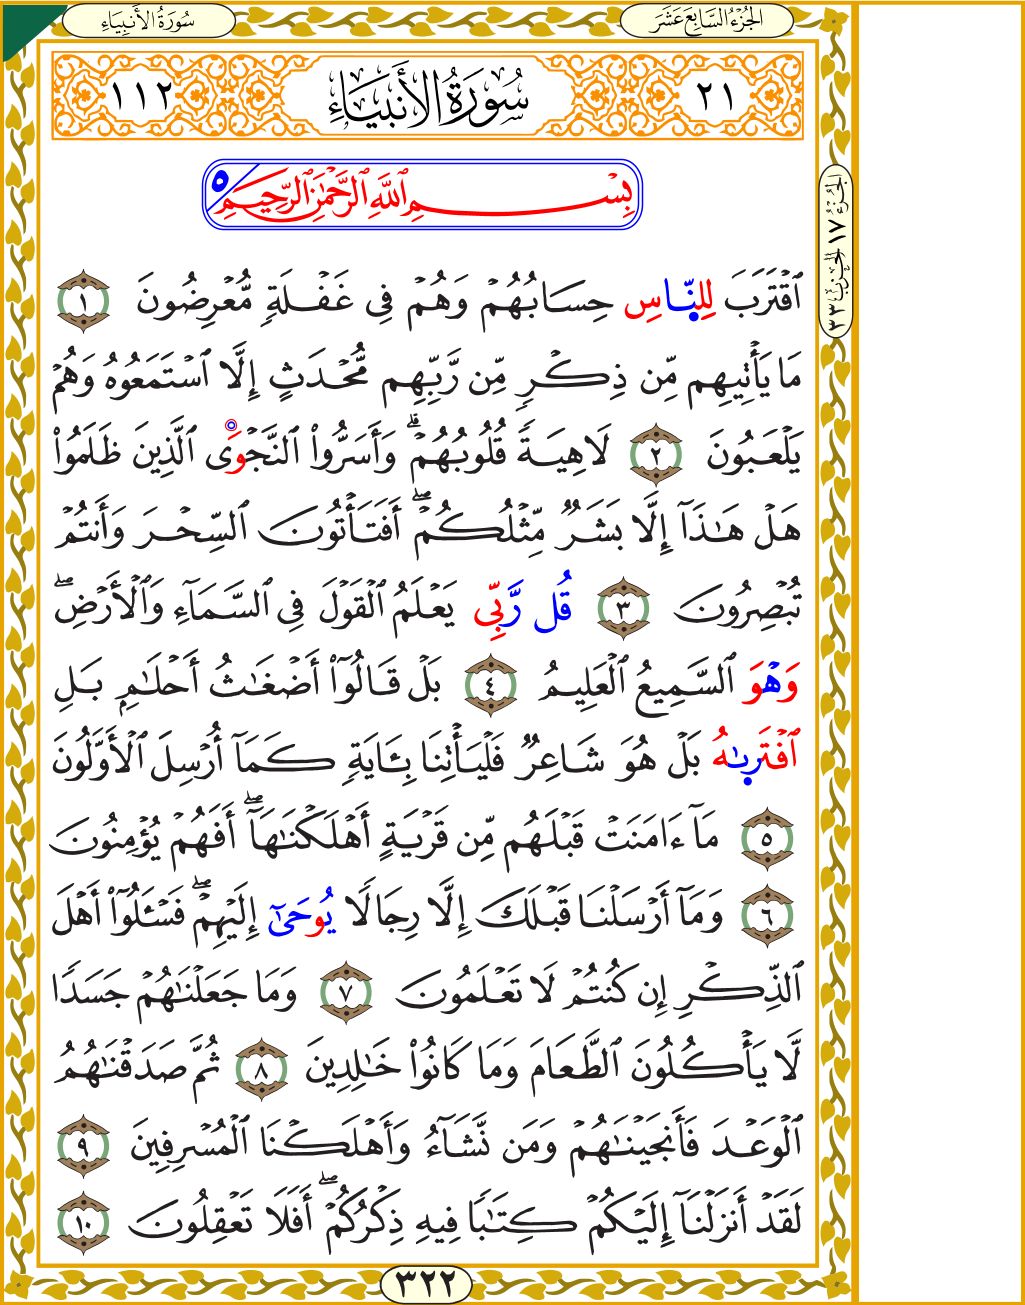 الجُزْءُ السَّابِعَ عَشَرَ
سُورَةُ الأَنبِيَاءِ
٢١ سُورَةُ الأَنبِيَاءِ ١١٢
بِسْمِ ٱللَّهِ ٱلرَّحْمَٰنِ ٱلرَّحِيمِ ٥
ٱقْتَرَبَ لِلنَّاسِ حِسَابُهُمْ وَهُمْ فِى غَفْلَةٍ مُّعْرِضُونَ ١
مَا يَأْتِيهِم مِّن ذِكْرٍ مِّن رَّبِّهِم مُّحْدَثٍ إِلَّا ٱسْتَمَعُوهُ وَهُمْ
يَلْعَبُونَ ٢ لَاهِيَةً قُلُوبُهُمْ ۗ وَأَسَرُّوا۟ ٱلنَّجْوَى ٱلَّذِينَ ظَلَمُوا۟
هَلْ هَٰذَآ إِلَّا بَشَرٌ مِّثْلُكُمْ ۖ أَفَتَأْتُونَ ٱلسِّحْرَ وَأَنتُمْ
تُبْصِرُونَ ٣ قُل رَّبِّى يَعْلَمُ ٱلْقَوْلَ فِى ٱلسَّمَآءِ وَٱلْأَرْضِ ۖ
وَهْوَ ٱلسَّمِيعُ ٱلْعَلِيمُ ٤ بَلْ قَالُوٓا۟ أَضْغَٰثُ أَحْلَٰمٍۭ بَلِ
ٱفْتَرَىٰهُ بَلْ هُوَ شَاعِرٌ فَلْيَأْتِنَا بِـَٔايَةٍ كَمَآ أُرْسِلَ ٱلْأَوَّلُونَ
٥ مَآ ءَامَنَتْ قَبْلَهُم مِّن قَرْيَةٍ أَهْلَكْنَٰهَآ ۖ أَفَهُمْ يُؤْمِنُونَ
٦ وَمَآ أَرْسَلْنَا قَبْلَكَ إِلَّا رِجَالًا يُوحَىٰٓ إِلَيْهِمْ ۖ فَسْـَٔلُوٓا۟ أَهْلَ
ٱلذِّكْرِ إِن كُنتُمْ لَا تَعْلَمُونَ ٧ وَمَا جَعَلْنَٰهُمْ جَسَدًا
لَّا يَأْكُلُونَ ٱلطَّعَامَ وَمَا كَانُوا۟ خَٰلِدِينَ ٨ ثُمَّ صَدَقْنَٰهُمُ
ٱلْوَعْدَ فَأَنجَيْنَٰهُمْ وَمَن نَّشَآءُ وَأَهْلَكْنَا ٱلْمُسْرِفِينَ ٩
لَقَدْ أَنزَلْنَآ إِلَيْكُمْ كِتَٰبًا فِيهِ ذِكْرُكُمْ ۖ أَفَلَا تَعْقِلُونَ ١٠
الجُزْءُ ١٧ الحِزْبُ ٣٣
٣٢٢